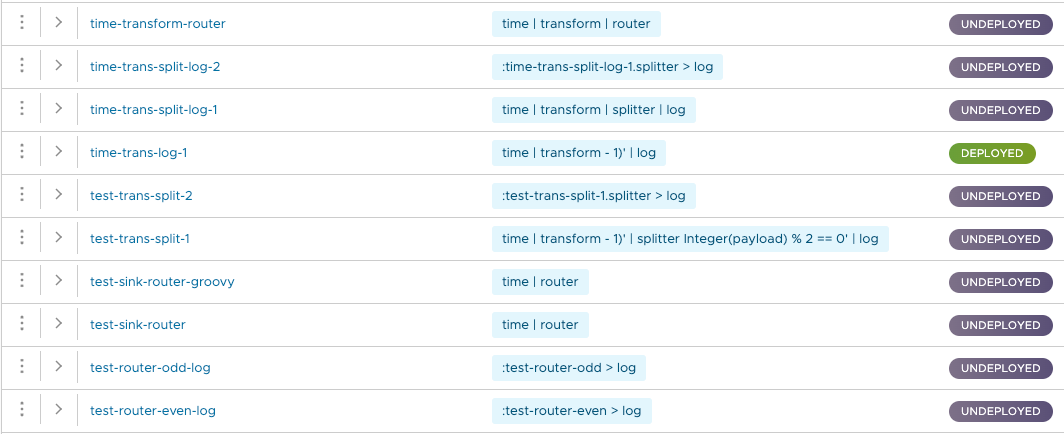 time-transform-router time | transform | router UNDEPLOYED
time-trans-split-log-2 :time-trans-split-log-1.splitter > log UNDEPLOYED
time-trans-split-log-1 time | transform | splitter | log UNDEPLOYED
time-trans-log-1 time | transform - 1)' | log DEPLOYED
test-trans-split-2 :test-trans-split-1.splitter > log UNDEPLOYED
test-trans-split-1 time | transform - 1)' | splitter Integer(payload) % 2 == 0' | log UNDEPLOYED
test-sink-router-groovy time | router UNDEPLOYED
test-sink-router time | router UNDEPLOYED
test-router-odd-log :test-router-odd > log UNDEPLOYED
test-router-even-log :test-router-even > log UNDEPLOYED